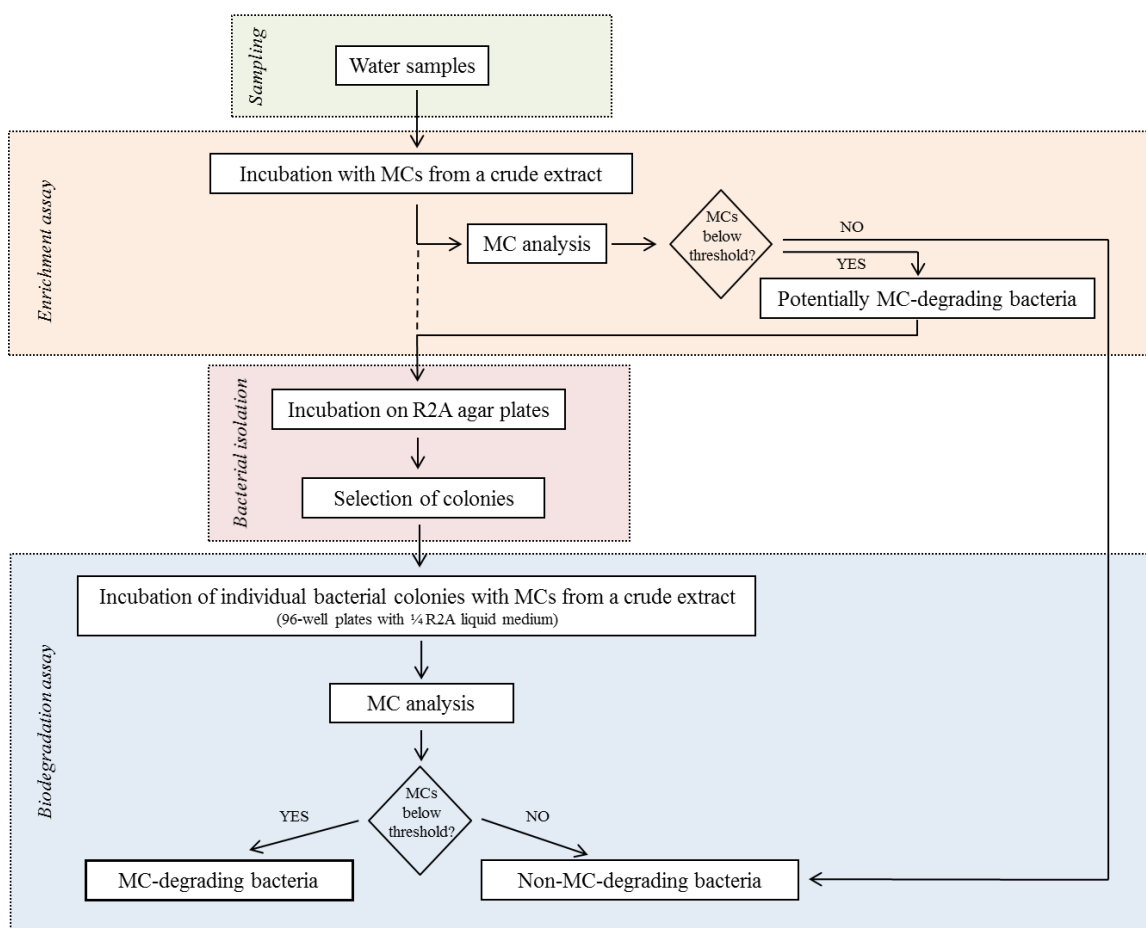 Sampling
Water samples
Enrichment assay
Incubation with MCs from a crude extract
MC analysis
MCs
below
threshold?
NO
YES
Potentially MC-degrading bacteria
Bacterial isolation
Incubation on R2A agar plates
Selection of colonies
Biodegradation assay
Incubation of individual bacterial colonies with MCs from a crude extract
(96-well plates with ¼ R2A liquid medium)
MC analysis
MCs
below
threshold?
YES
NO
MC-degrading bacteria
Non-MC-degrading bacteria